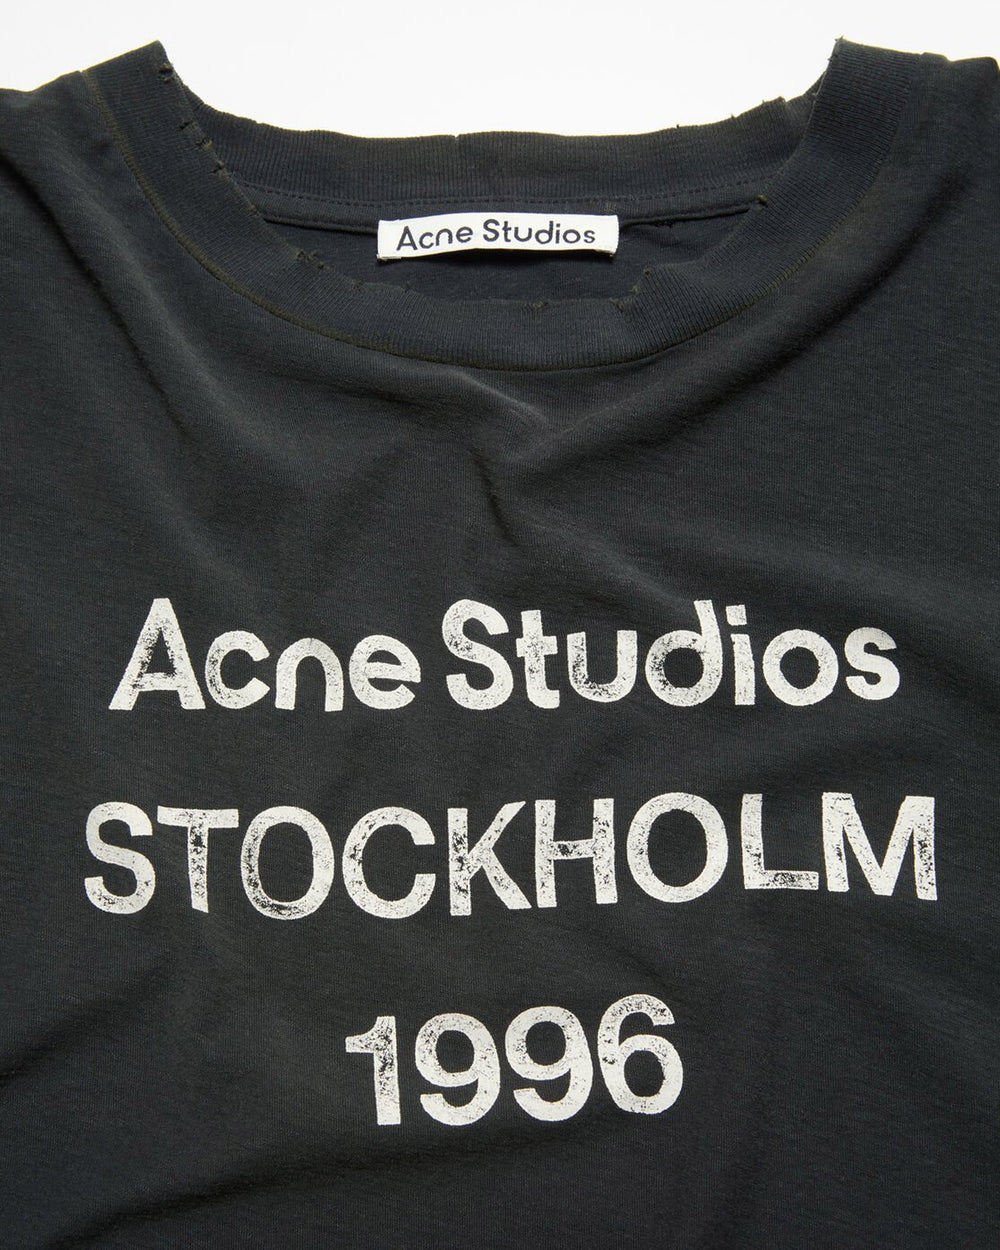 Acne Studios
Acne Studios
STOCKHOLM
1996